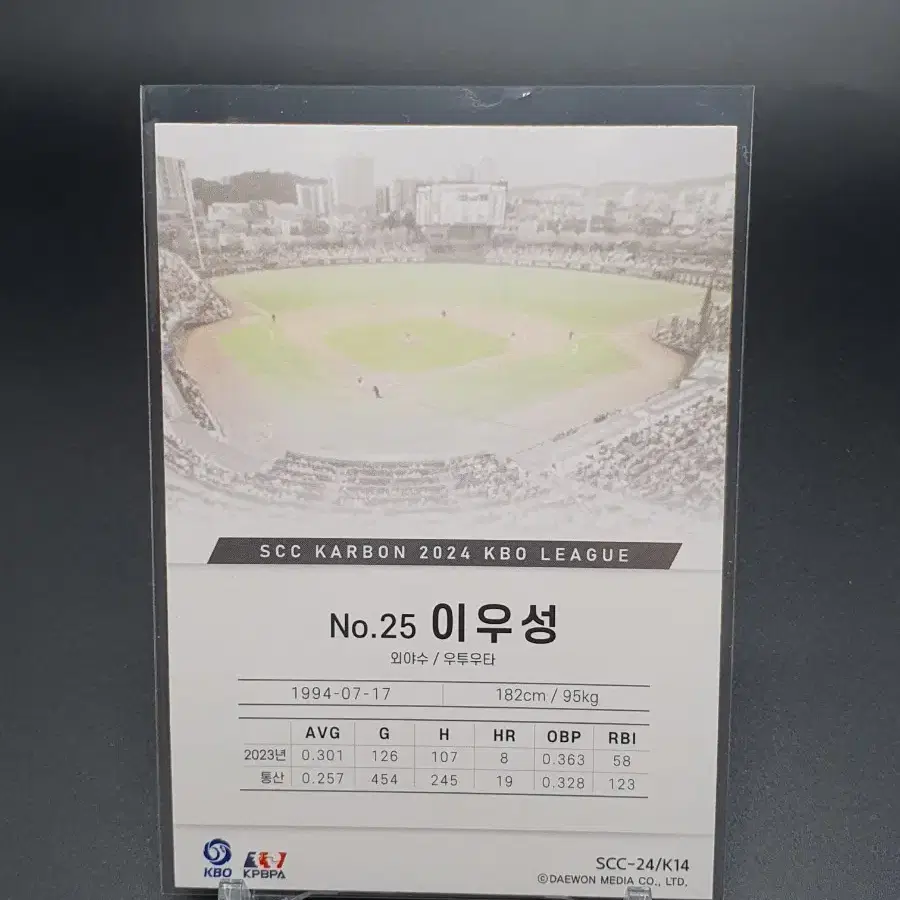 SCC KARBON 2024 KBO LEAGUE
No.25 이우성
외야수 / 우투우타
1994-07-17 182cm / 95kg
AVG G H HR OBP RBI
2023년 0.301 126 107 8 0.363 58
통산 0.257 454 245 19 0.328 123
KBO KPBPA
SCC-24/K14
©DAEWON MEDIA CO., LTD.